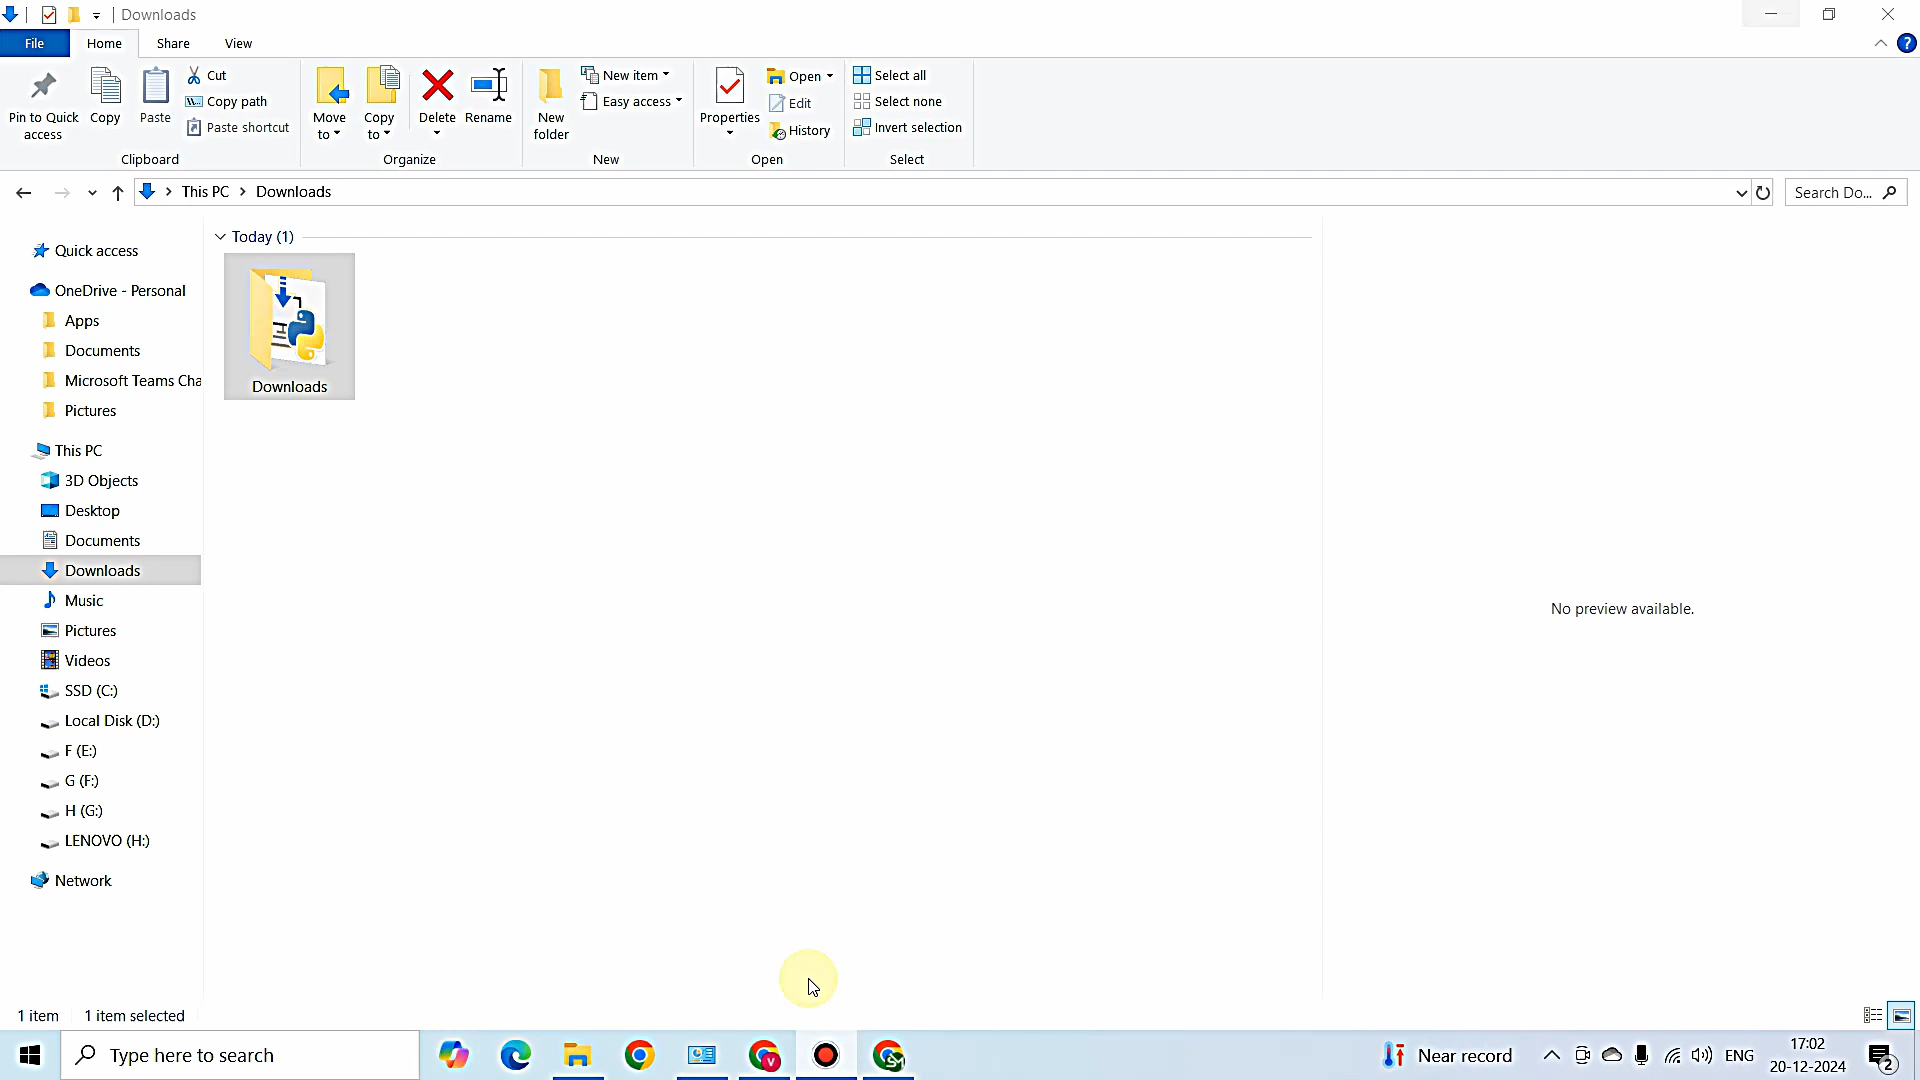 Downloads
File Home Share View
Pin to Quick access
Copy
Paste
Cut
Copy path
Paste shortcut
Move to
Copy to
Delete
Rename
New folder
New item
Easy access
Properties
Open
Edit
History
Select all
Select none
Invert selection
Clipboard Organize New Open Select
This PC Downloads
Search Do...
Quick access
OneDrive - Personal
Apps
Documents
Microsoft Teams Cha
Pictures
This PC
3D Objects
Desktop
Documents
Downloads
Music
Pictures
Videos
SSD (C:)
Local Disk (D:)
F (E:)
G (F:)
H (G:)
LENOVO (H:)
Network
Today (1)
Downloads
No preview available.
1 item 1 item selected
Type here to search
V
SM
Near record
ENG
17:02
20-12-2024
2